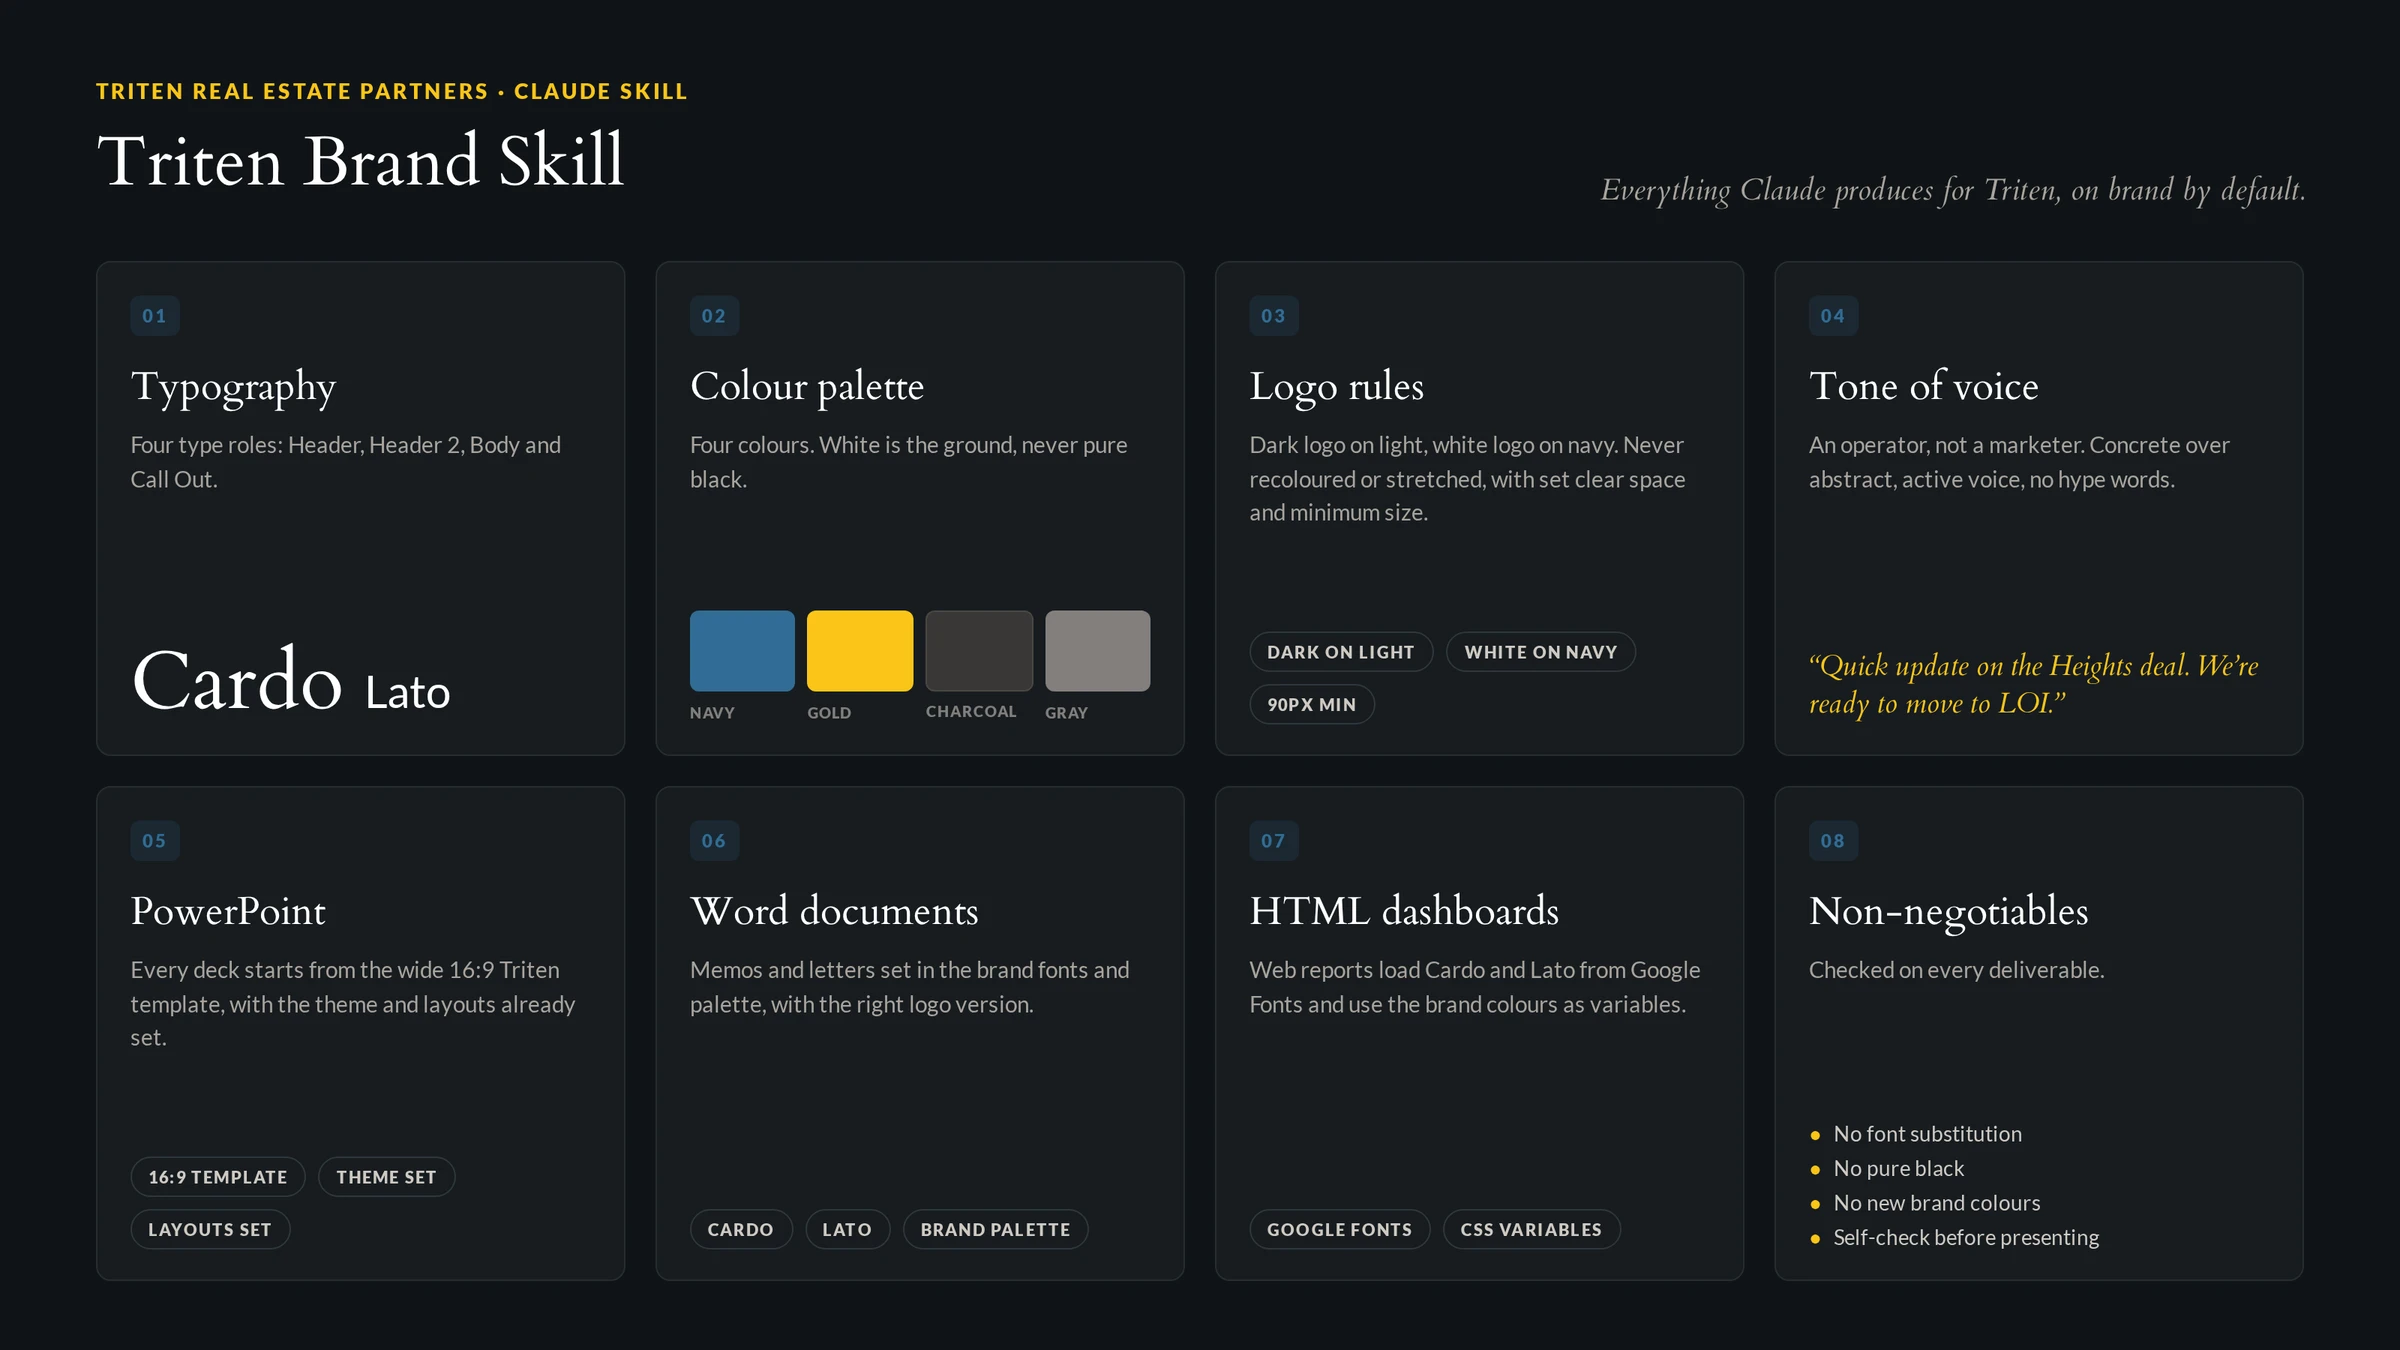 TRITEN REAL ESTATE PARTNERS · CLAUDE SKILL
Triten Brand Skill
Everything Claude produces for Triten, on brand by default.
01
Typography
Four type roles: Header, Header 2, Body and
Call Out.
Cardo Lato
02
Colour palette
Four colours. White is the ground, never pure
black.
NAVY GOLD CHARCOAL GRAY
03
Logo rules
Dark logo on light, white logo on navy. Never
recoloured or stretched, with set clear space
and minimum size.
DARK ON LIGHT WHITE ON NAVY
90PX MIN
04
Tone of voice
An operator, not a marketer. Concrete over
abstract, active voice, no hype words.
“Quick update on the Heights deal. We’re
ready to move to LOI.”
05
PowerPoint
Every deck starts from the wide 16:9 Triten
template, with the theme and layouts already
set.
16:9 TEMPLATE THEME SET
LAYOUTS SET
06
Word documents
Memos and letters set in the brand fonts and
palette, with the right logo version.
CARDO LATO BRAND PALETTE
07
HTML dashboards
Web reports load Cardo and Lato from Google
Fonts and use the brand colours as variables.
GOOGLE FONTS CSS VARIABLES
08
Non-negotiables
Checked on every deliverable.
No font substitution
No pure black
No new brand colours
Self-check before presenting